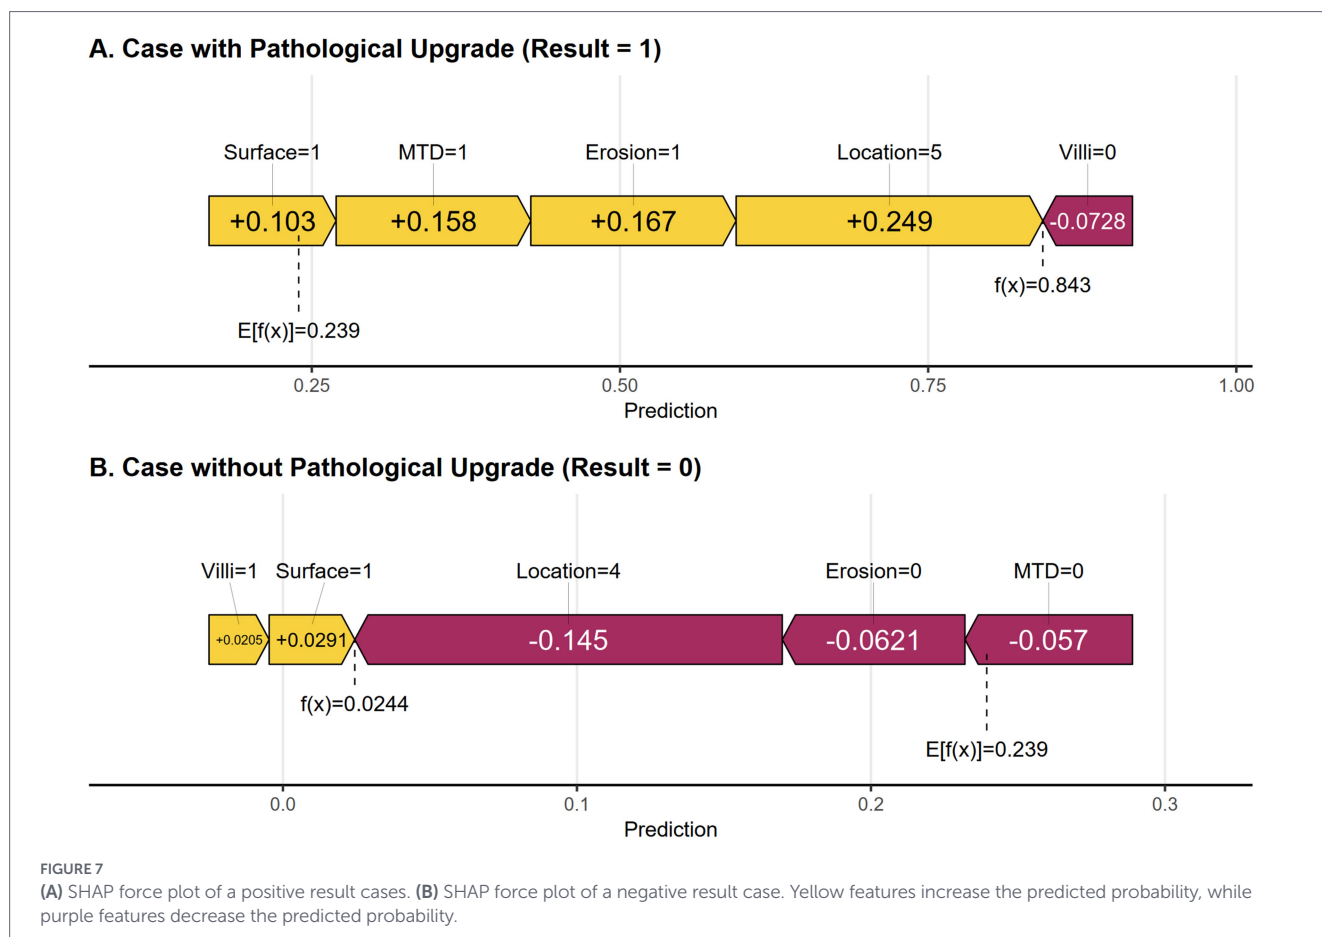 A. Case with Pathological Upgrade (Result = 1)
Surface=1 MTD=1 Erosion=1 Location=5 Villi=0
+0.103 +0.158 +0.167 +0.249 -0.0728
f(x)=0.843
E[f(x)]=0.239
0.25 0.50 0.75 1.00
Prediction
B. Case without Pathological Upgrade (Result = 0)
Villi=1 Surface=1 Location=4 Erosion=0 MTD=0
+0.0205 +0.0291 -0.145 -0.0621 -0.057
f(x)=0.0244
E[f(x)]=0.239
0.0 0.1 0.2 0.3
Prediction
FIGURE 7
(A) SHAP force plot of a positive result cases. (B) SHAP force plot of a negative result case. Yellow features increase the predicted probability, while
purple features decrease the predicted probability.